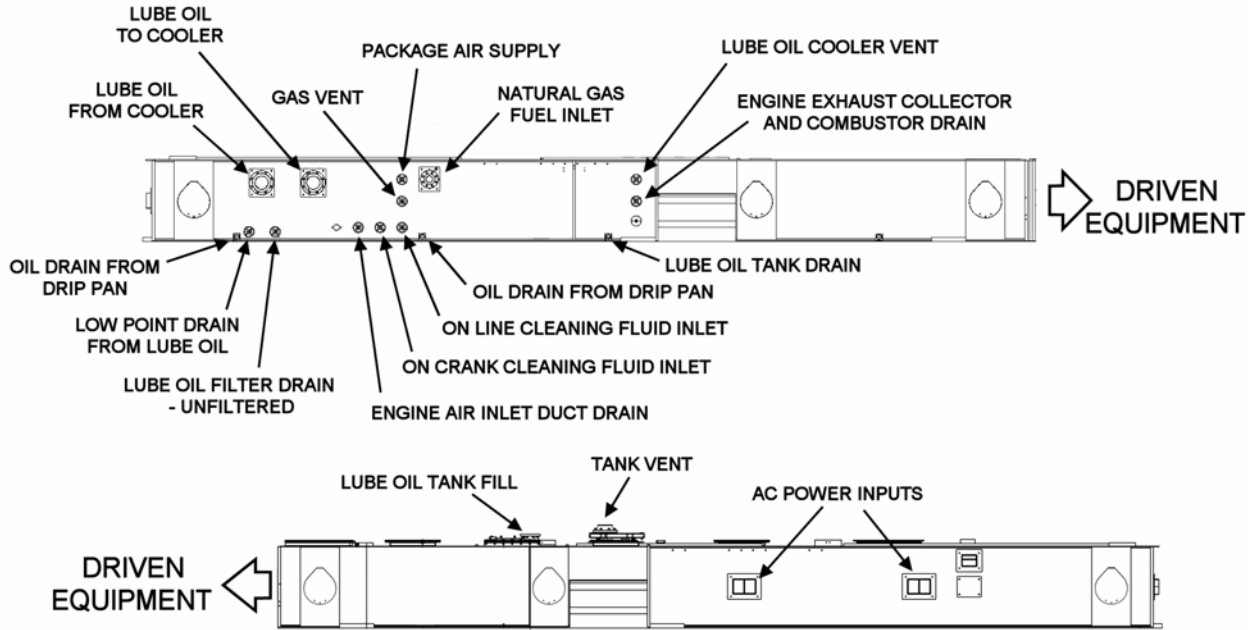 LUBE OIL
TO COOLER
PACKAGE AIR SUPPLY
LUBE OIL COOLER VENT
LUBE OIL
FROM COOLER
GAS VENT
NATURAL GAS
FUEL INLET
ENGINE EXHAUST COLLECTOR
AND COMBUSTOR DRAIN
DRIVEN
EQUIPMENT
OIL DRAIN FROM
DRIP PAN
OIL DRAIN FROM DRIP PAN
LUBE OIL TANK DRAIN
LOW POINT DRAIN
FROM LUBE OIL
ON LINE CLEANING FLUID INLET
ON CRANK CLEANING FLUID INLET
LUBE OIL FILTER DRAIN
- UNFILTERED
ENGINE AIR INLET DUCT DRAIN
TANK VENT
LUBE OIL TANK FILL
AC POWER INPUTS
DRIVEN
EQUIPMENT